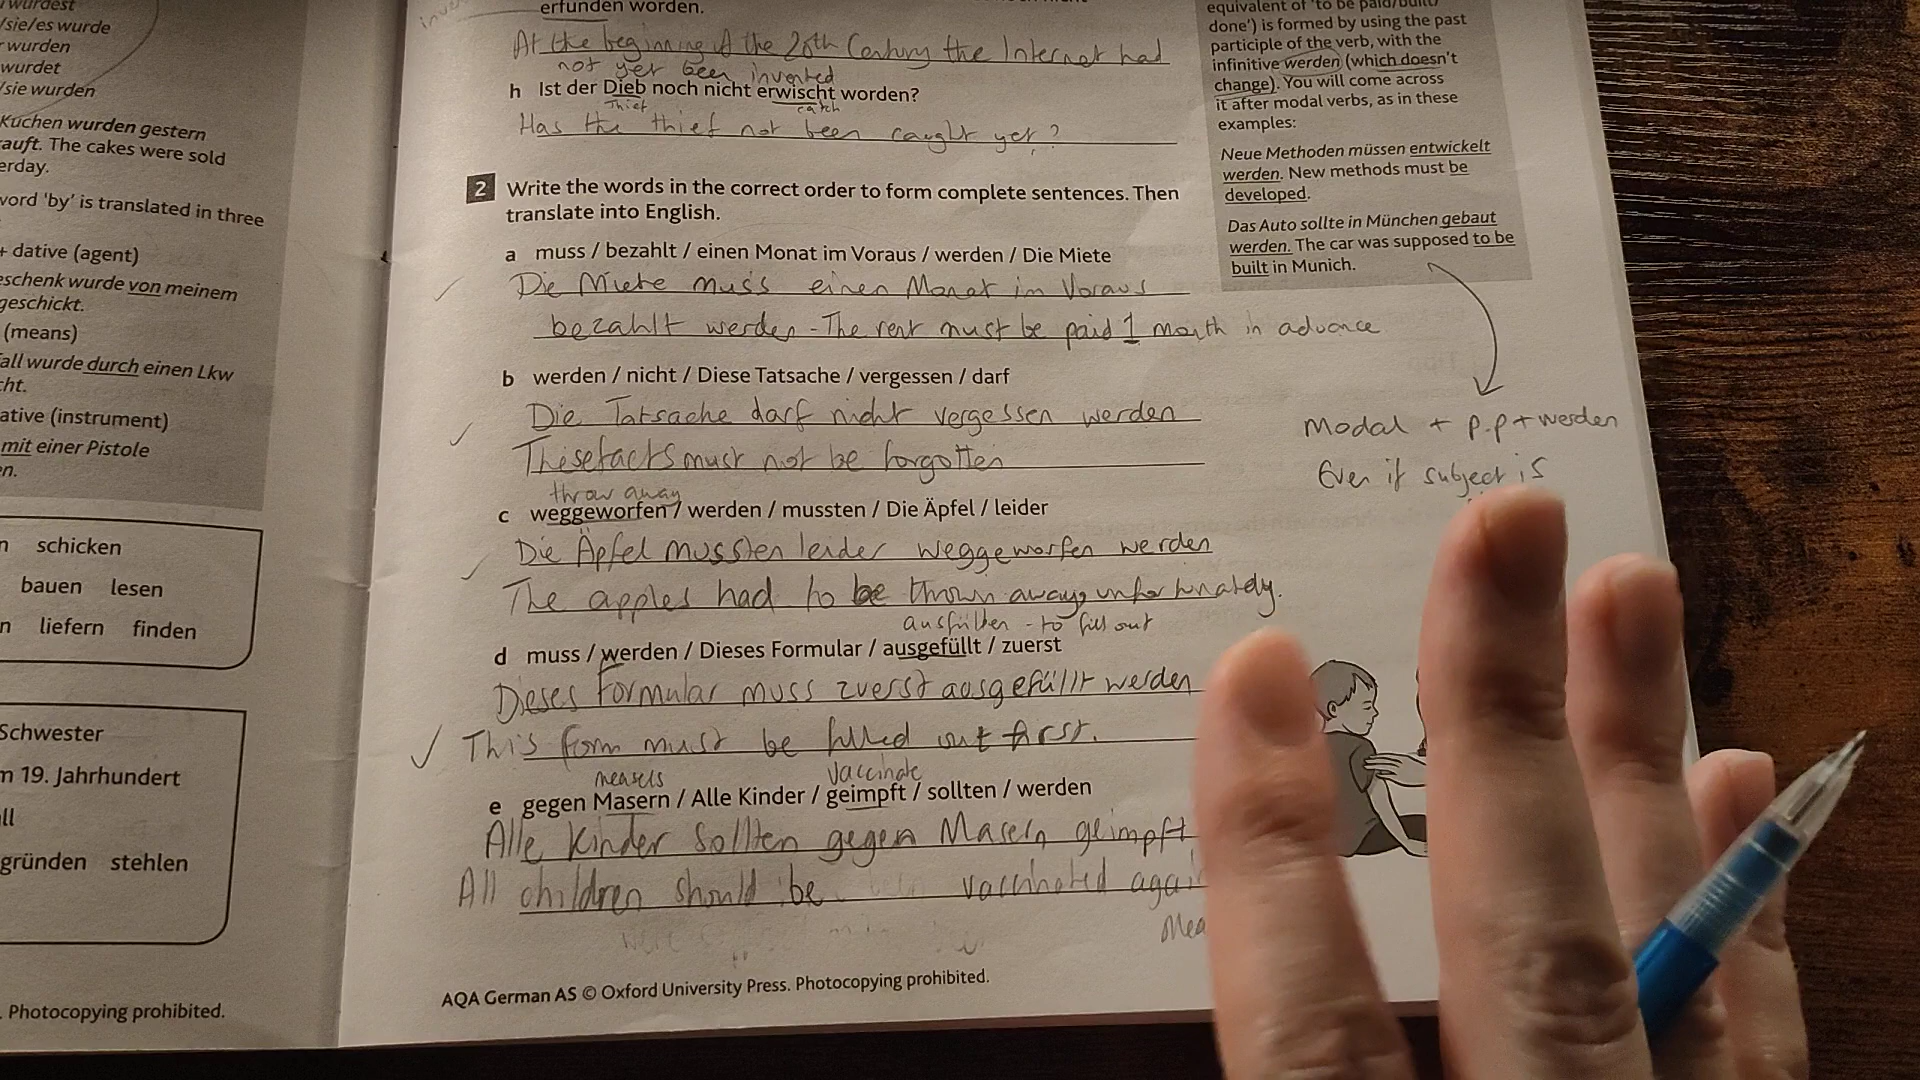 wurdest
/sie/es wurde
wurden
wurdet
/sie wurden
Kuchen wurden gestern
auft. The cakes were sold
erday.
word 'by' is translated in three
+ dative (agent)
eschenk wurde von meinem
geschickt.
(means)
all wurde durch einen Lkw
cht.
ative (instrument)
mit einer Pistole
en.
n schicken
bauen lesen
n liefern finden
Schwester
m 19. Jahrhundert
ll
gründen stehlen
. Photocopying prohibited.
erfunden worden.
At the beginning of the 20th Century the Internet had
not yet been invented
h Ist der Dieb noch nicht erwischt worden?
Thief catch
Has the thief not been caught yet?
2 Write the words in the correct order to form complete sentences. Then
translate into English.
a muss / bezahlt / einen Monat im Voraus / werden / Die Miete
Die Miete muss einen Monat im Voraus
bezahlt werden - The rent must be paid 1 month in advance
b werden / nicht / Diese Tatsache / vergessen / darf
Die Tatsache darf nicht vergessen werden
Thisefacts must not be forgotten
throw away
c weggeworfen / werden / mussten / Die Äpfel / leider
Die Äpfel mussten leider weggeworfen werden
The apples had to be thrown away, unfortunately.
ausfüllen - to fill out
d muss / werden / Dieses Formular / ausgefüllt / zuerst
Dieses Formular muss zuerst ausgefüllt werden
This form must be filled out first.
measels vaccinate
e gegen Masern / Alle Kinder / geimpft / sollten / werden
Alle Kinder sollten gegen Masern geimpft
All children should be vaccinated agai
Mea
AQA German AS © Oxford University Press. Photocopying prohibited.
equivalent of 'to be paid/built/
done') is formed by using the past
participle of the verb, with the
infinitive werden (which doesn't
change). You will come across
it after modal verbs, as in these
examples:
Neue Methoden müssen entwickelt
werden. New methods must be
developed.
Das Auto sollte in München gebaut
werden. The car was supposed to be
built in Munich.
Modal + p.p + werden
Even if subject is